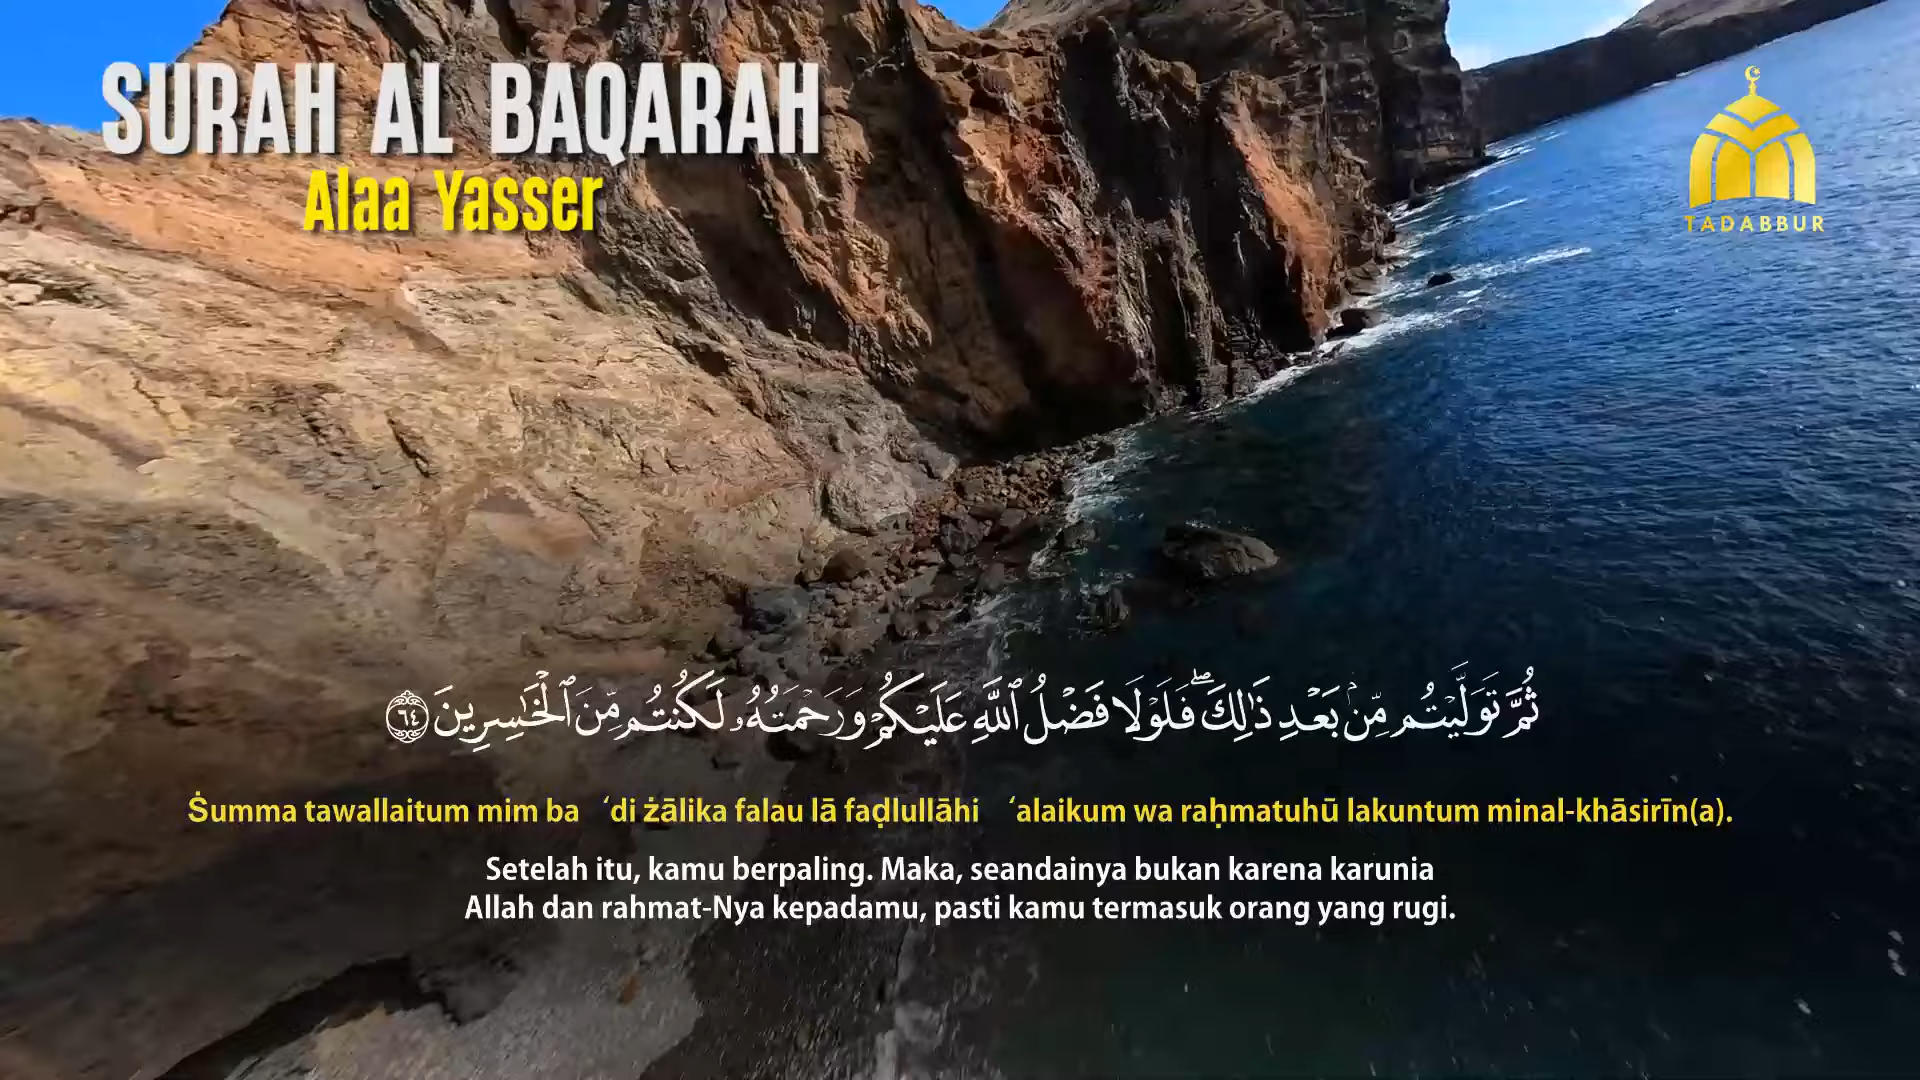 SURAH AL BAQARAH
Alaa Yasser
TADABBUR
ثُمَّ تَوَلَّيْتُم مِّنۢ بَعْدِ ذَٰلِكَ ۖ فَلَوْلَا فَضْلُ ٱللَّهِ عَلَيْكُمْ وَرَحْمَتُهُۥ لَكُنتُم مِّنَ ٱلْخَـٰسِرِينَ ٦٤
Ṡumma tawallaitum mim ba ‘di żālika falau lā faḍlullāhi ‘alaikum wa raḥmatuhū lakuntum minal-khāsirīn(a).
Setelah itu, kamu berpaling. Maka, seandainya bukan karena karunia
Allah dan rahmat-Nya kepadamu, pasti kamu termasuk orang yang rugi.